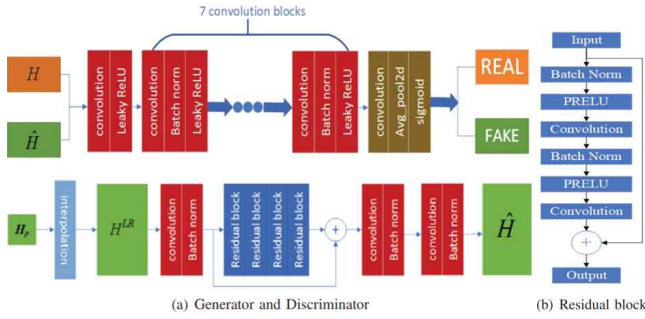 7 convolution blocks
H
Ĥ
convolution
Leaky ReLU
convolution
Batch norm
Leaky ReLU
convolution
Batch norm
Leaky ReLU
convolution
Avg_pool2d
sigmoid
REAL
FAKE
H_p
interpolation
H^LR
convolution
Batch norm
Residual block
Residual block
Residual block
Residual block
+
convolution
Batch norm
convolution
Batch norm
Ĥ
(a) Generator and Discriminator
Input
Batch Norm
PRELU
Convolution
Batch Norm
PRELU
Convolution
+
Output
(b) Residual block